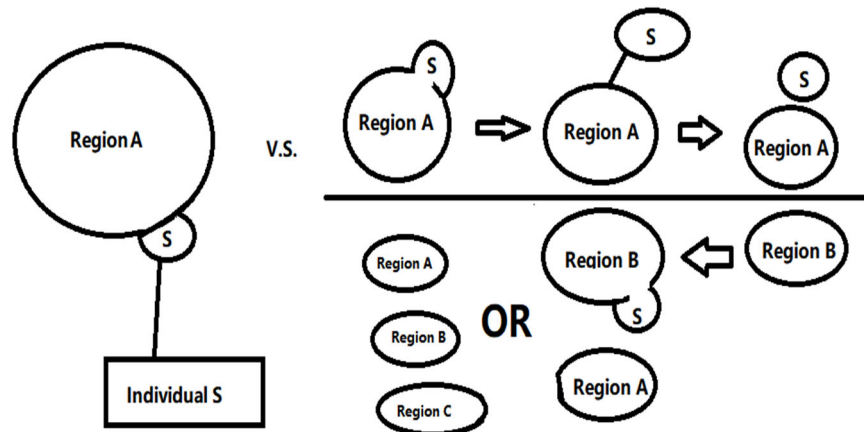 Region A
S
Individual S
V.S.
S
Region A
S
Region A
S
Region A
Region A
Region B
Region C
OR
Region B
S
Region A
Region B